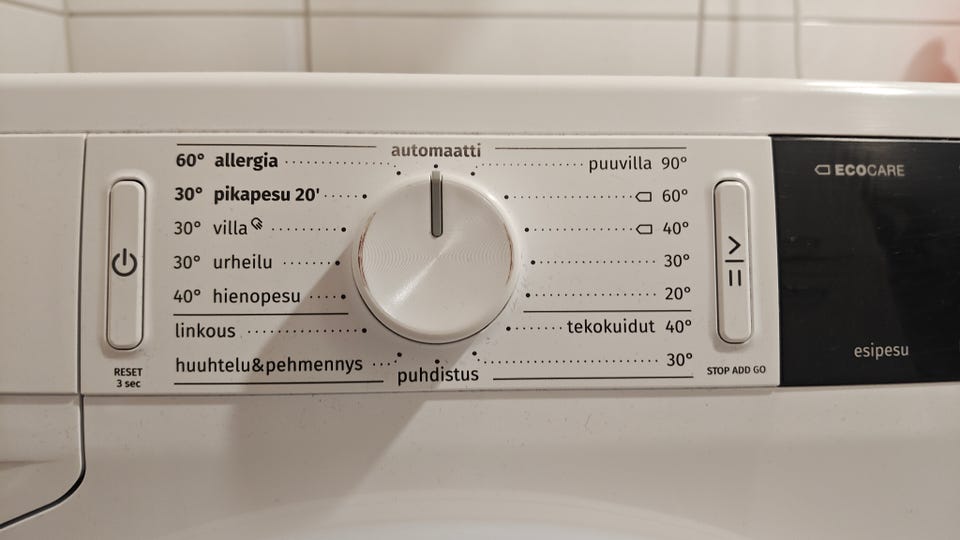 automaatti
60° allergia
30° pikapesu 20'
30° villa
30° urheilu
40° hienopesu
linkous
huuhtelu&pehmennys
puhdistus
puuvilla 90°
60°
40°
30°
20°
tekokuidut 40°
30°
RESET
3 sec
STOP ADD GO
ECOCARE
esipesu